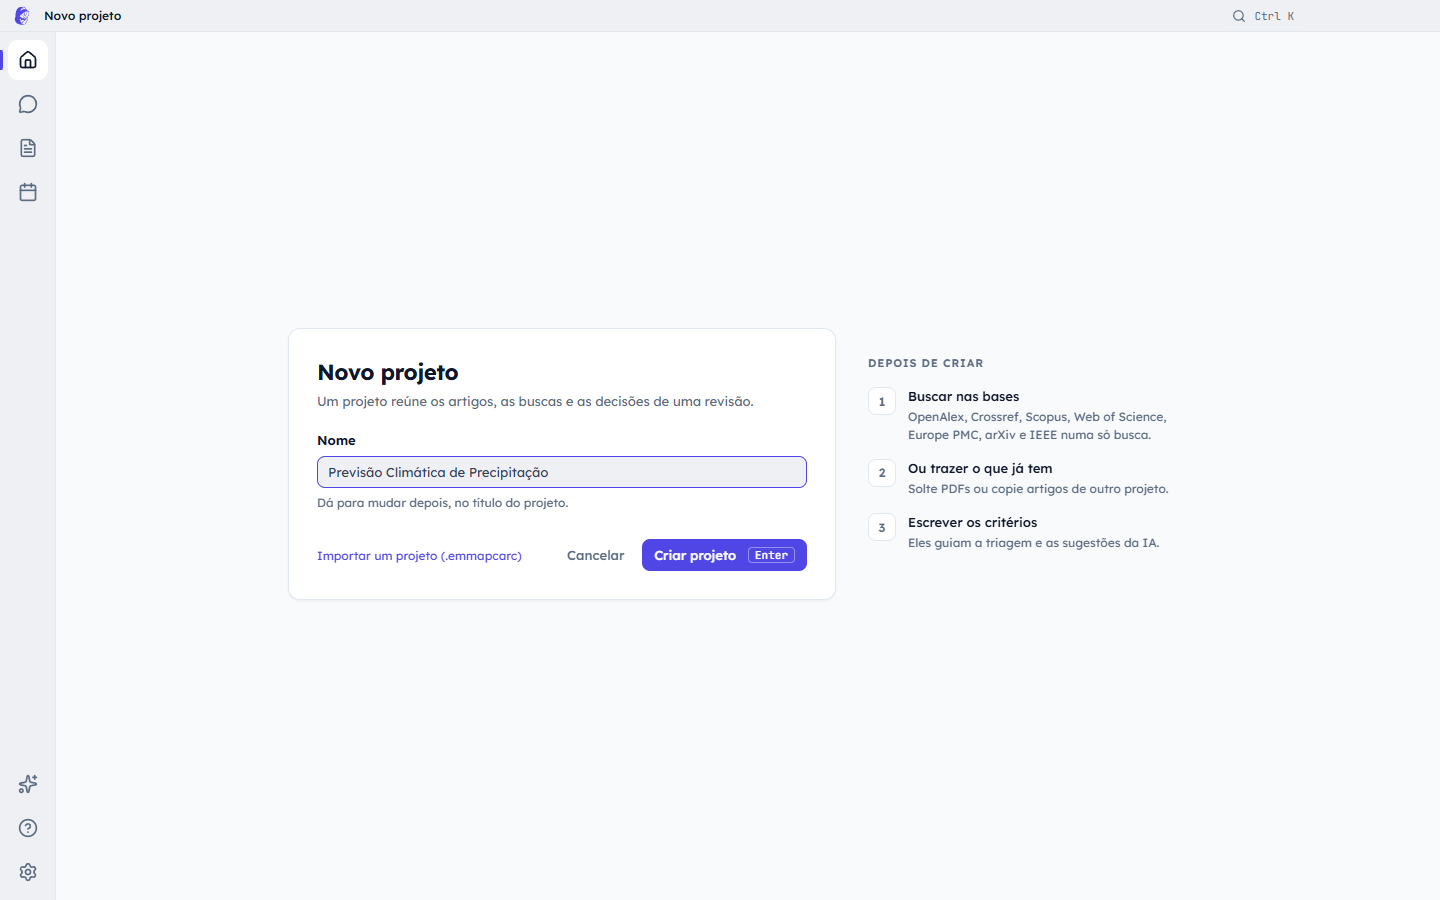 Novo projeto
Ctrl K
Novo projeto
Um projeto reúne os artigos, as buscas e as decisões de uma revisão.
Nome
Previsão Climática de Precipitação
Dá para mudar depois, no título do projeto.
Importar um projeto (.emmapcarc)
Cancelar
Criar projeto Enter
DEPOIS DE CRIAR
1 Buscar nas bases
OpenAlex, Crossref, Scopus, Web of Science,
Europe PMC, arXiv e IEEE numa só busca.
2 Ou trazer o que já tem
Solte PDFs ou copie artigos de outro projeto.
3 Escrever os critérios
Eles guiam a triagem e as sugestões da IA.